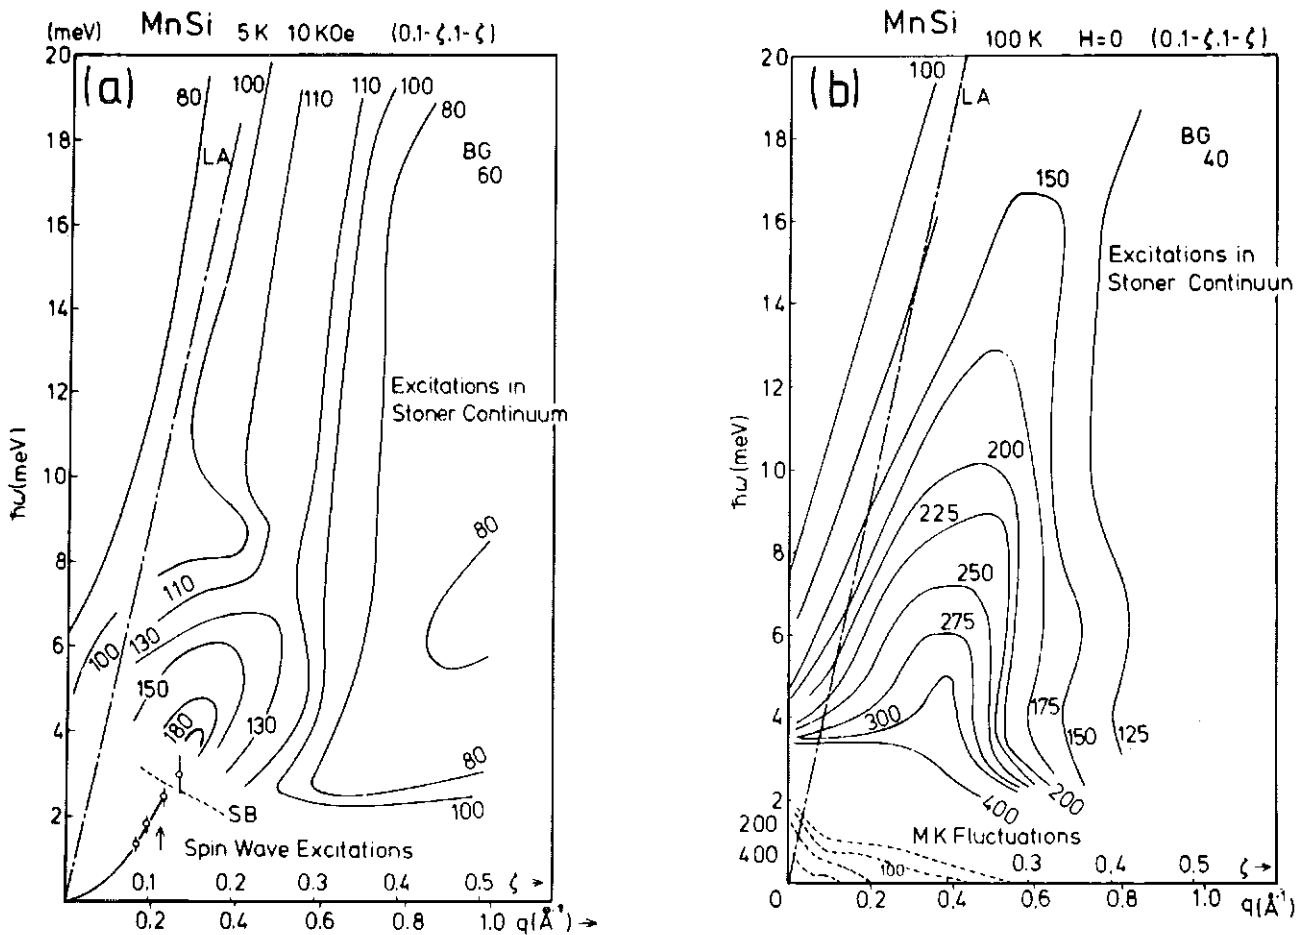 (meV) MnSi 5K 10 KOe (0.1-ζ.1-ζ)
(a)
20
18
16
14
12
10
8
6
4
2
ħω(meV)
80
100
110
110
100
80
LA
BG
60
Excitations in
Stoner Continuum
80
110
100
130
150
180
130
80
100
SB
Spin Wave Excitations
0.1 0.2 0.3 0.4 0.5 ζ →
0.2 0.4 0.6 0.8 1.0 q(Å⁻¹) →
MnSi 100 K H=0 (0.1-ζ.1-ζ)
(b)
20
18
16
14
12
10
8
6
4
2
ħω(meV)
100
LA
BG
40
150
Excitations in
Stoner Continuun
200
225
250
275
300
175
150
125
400
200
200
400
100
MK Fluctuations
0.3 0.4 0.5 ζ →
0 0.2 0.4 0.6 0.8 1.0 q(Å⁻¹)